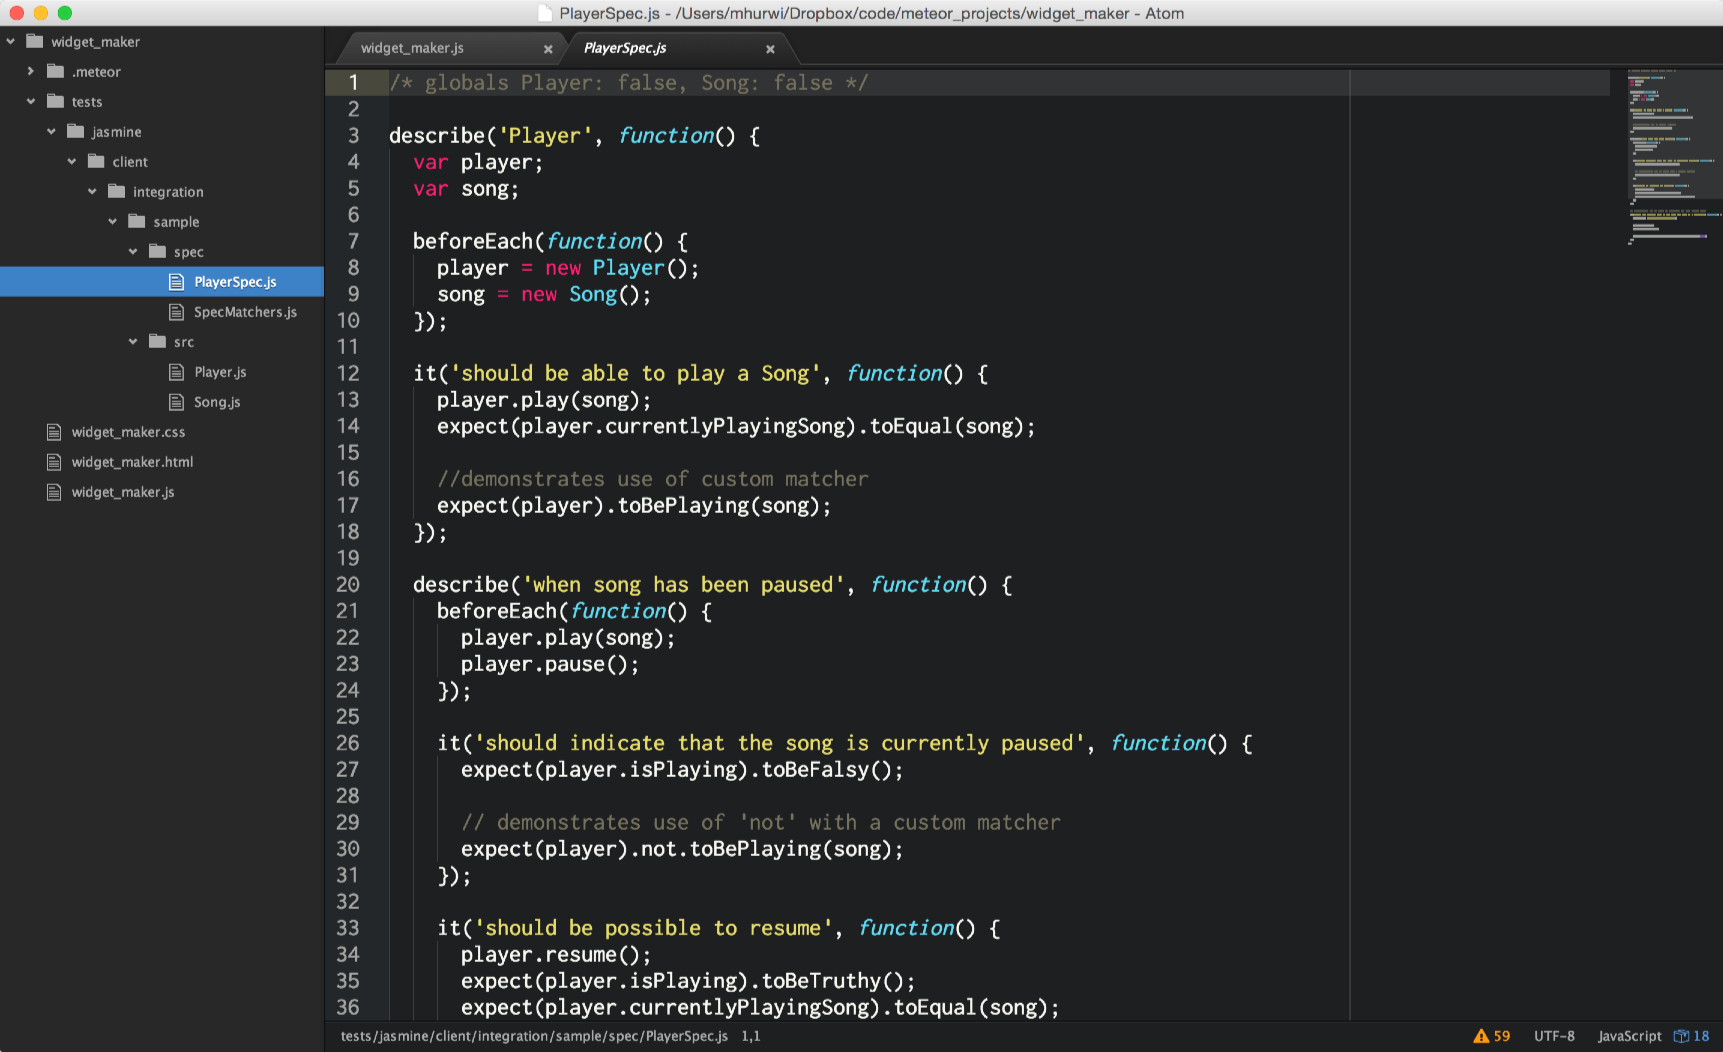 PlayerSpec.js - /Users/mhurwi/Dropbox/code/meteor_projects/widget_maker - Atom
widget_maker
.meteor
tests
jasmine
client
integration
sample
spec
PlayerSpec.js
SpecMatchers.js
src
Player.js
Song.js
widget_maker.css
widget_maker.html
widget_maker.js
widget_maker.js × PlayerSpec.js ×
1 /* globals Player: false, Song: false */
2
3 describe('Player', function() {
4   var player;
5   var song;
6
7   beforeEach(function() {
8     player = new Player();
9     song = new Song();
10   });
11
12   it('should be able to play a Song', function() {
13     player.play(song);
14     expect(player.currentlyPlayingSong).toEqual(song);
15
16     //demonstrates use of custom matcher
17     expect(player).toBePlaying(song);
18   });
19
20   describe('when song has been paused', function() {
21     beforeEach(function() {
22       player.play(song);
23       player.pause();
24     });
25
26     it('should indicate that the song is currently paused', function() {
27       expect(player.isPlaying).toBeFalsy();
28
29       // demonstrates use of 'not' with a custom matcher
30       expect(player).not.toBePlaying(song);
31     });
32
33     it('should be possible to resume', function() {
34       player.resume();
35       expect(player.isPlaying).toBeTruthy();
36       expect(player.currentlyPlayingSong).toEqual(song);
tests/jasmine/client/integration/sample/spec/PlayerSpec.js 1,1 59 UTF-8 JavaScript 18